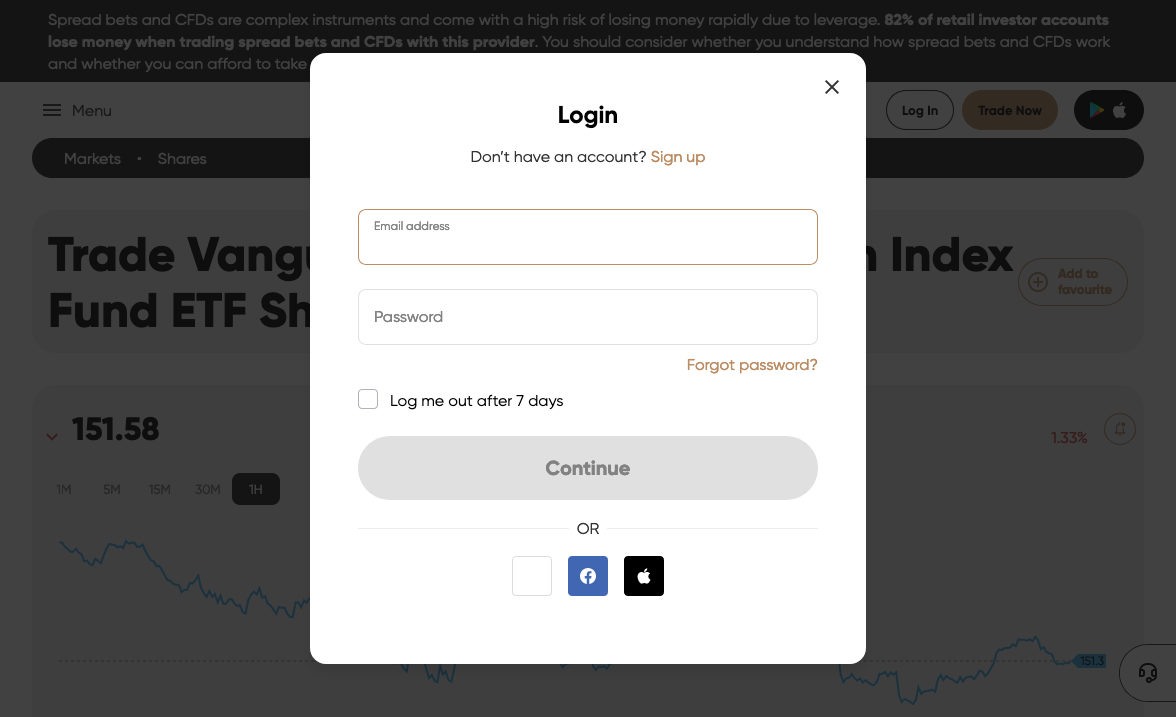 Spread bets and CFDs are complex instruments and come with a high risk of losing money rapidly due to leverage. 82% of retail investor accounts
lose money when trading spread bets and CFDs with this provider. You should consider whether you understand how spread bets and CFDs work
and whether you can afford to take
Menu
Log In
Trade Now
Markets • Shares
Login
Don't have an account? Sign up
Trade
Index
Fund ETF
Add to
favourite
Email address
Password
Forgot password?
Log me out after 7 days
151.58
1.33%
1M 5M 15M 30M 1H
Continue
OR
151.3